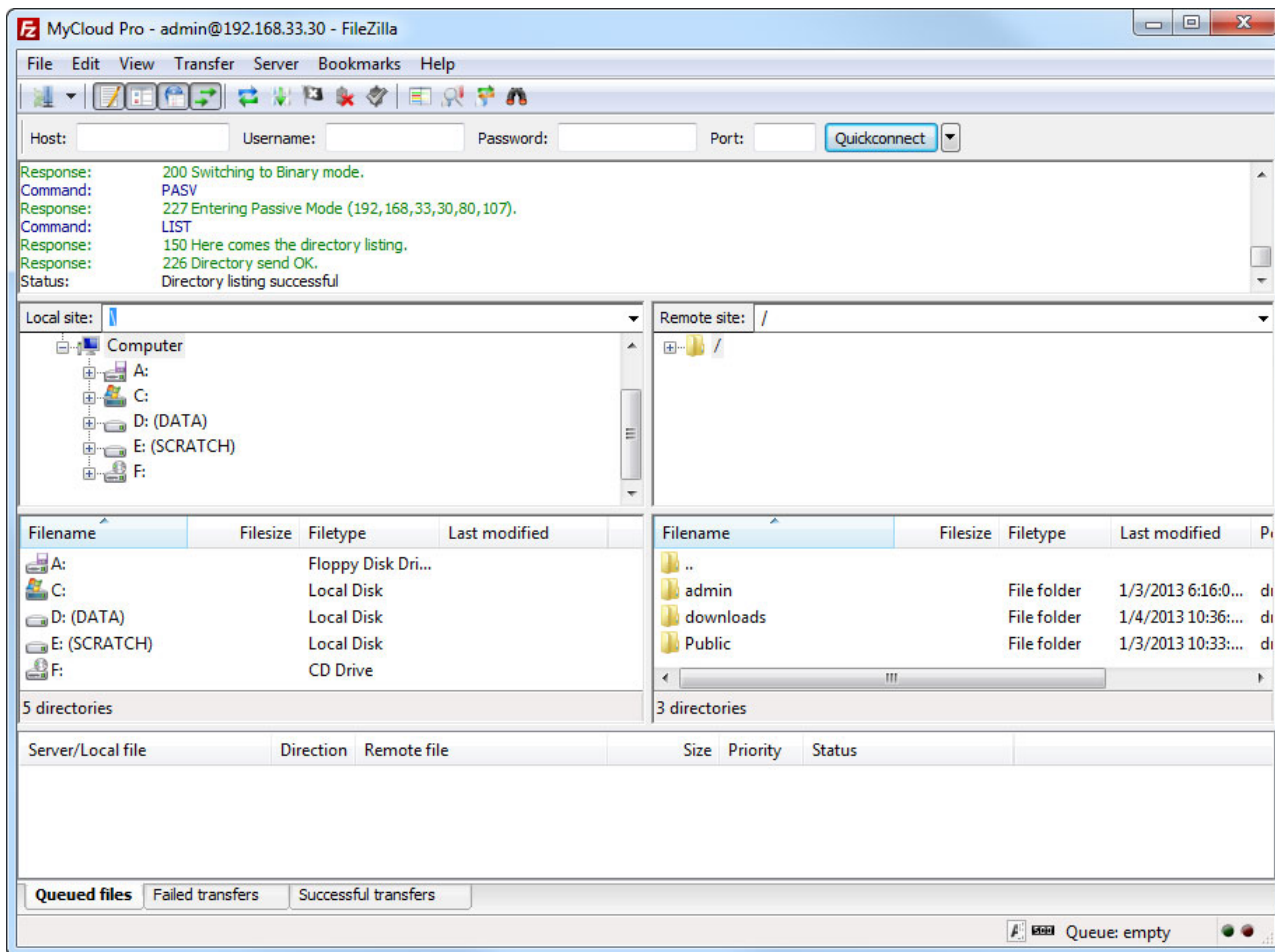 MyCloud Pro - admin@192.168.33.30 - FileZilla
File Edit View Transfer Server Bookmarks Help
Host: Username: Password: Port: Quickconnect
Response: 200 Switching to Binary mode.
Command: PASV
Response: 227 Entering Passive Mode (192,168,33,30,80,107).
Command: LIST
Response: 150 Here comes the directory listing.
Response: 226 Directory send OK.
Status: Directory listing successful
Local site: \
Computer
A:
C:
D: (DATA)
E: (SCRATCH)
F:
Remote site: /
/
Filename Filesize Filetype Last modified
A: Floppy Disk Dri...
C: Local Disk
D: (DATA) Local Disk
E: (SCRATCH) Local Disk
F: CD Drive
5 directories
Filename Filesize Filetype Last modified
..
admin File folder 1/3/2013 6:16:0...
downloads File folder 1/4/2013 10:36:...
Public File folder 1/3/2013 10:33:...
3 directories
Server/Local file Direction Remote file Size Priority Status
Queued files Failed transfers Successful transfers
Queue: empty